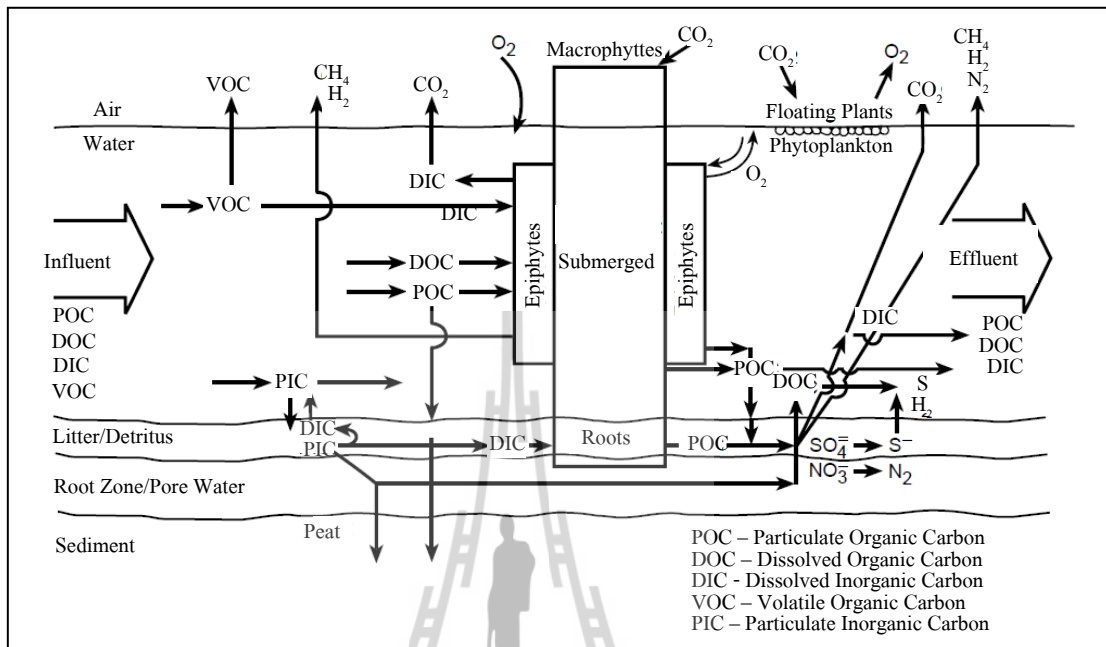 CH4
H2
N2
O2
Macrophyttes
CO2
CO2
O2
VOC
CH4
H2
CO2
CO2
Air
Water
Floating Plants
Phytoplankton
O2
DIC
VOC
DIC
Influent
Epiphytes
Submerged
Epiphytes
Effluent
DOC
POC
POC
DOC
DIC
VOC
DIC
POC
DOC
DIC
PIC
POC
DOC
S
H2
DIC
Litter/Detritus
PIC
DIC
Roots
POC
SO4= S–
NO3= N2
Root Zone/Pore Water
Peat
Sediment
POC – Particulate Organic Carbon
DOC – Dissolved Organic Carbon
DIC - Dissolved Inorganic Carbon
VOC – Volatile Organic Carbon
PIC – Particulate Inorganic Carbon